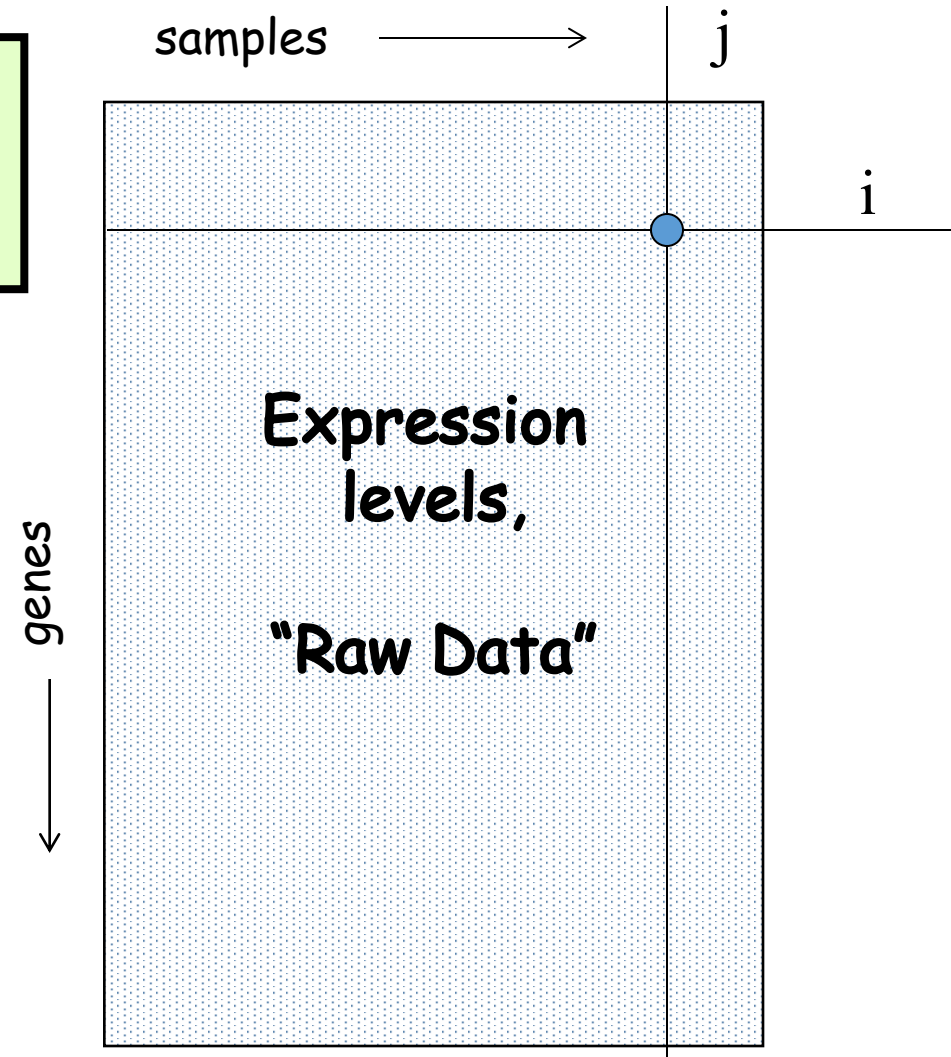 samples
j
i
Expression
levels,
“Raw Data”
genes